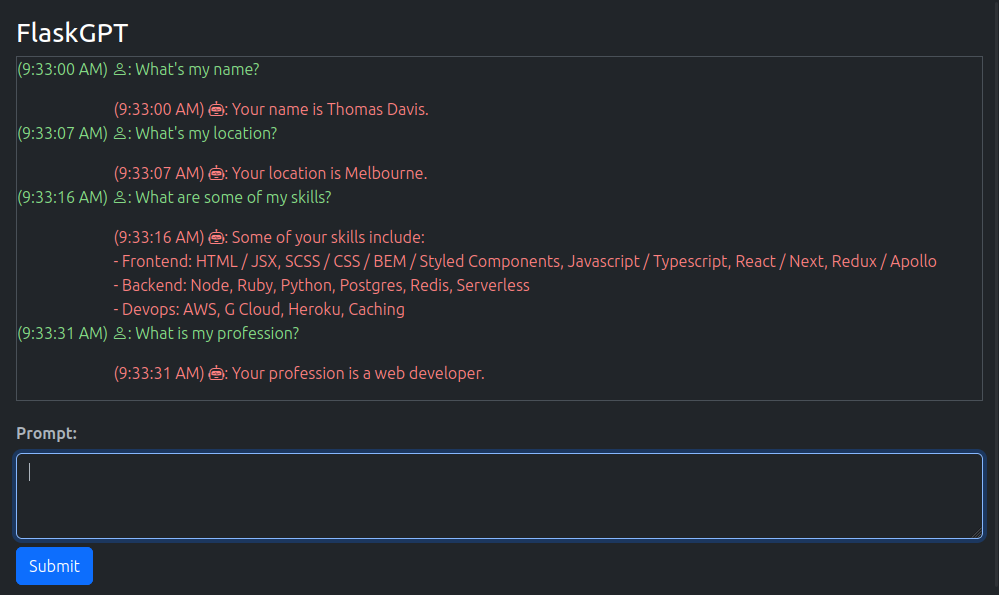 FlaskGPT
(9:33:00 AM) : What's my name?
(9:33:00 AM) : Your name is Thomas Davis.
(9:33:07 AM) : What's my location?
(9:33:07 AM) : Your location is Melbourne.
(9:33:16 AM) : What are some of my skills?
(9:33:16 AM) : Some of your skills include:
- Frontend: HTML / JSX, SCSS / CSS / BEM / Styled Components, Javascript / Typescript, React / Next, Redux / Apollo
- Backend: Node, Ruby, Python, Postgres, Redis, Serverless
- Devops: AWS, G Cloud, Heroku, Caching
(9:33:31 AM) : What is my profession?
(9:33:31 AM) : Your profession is a web developer.
Prompt:
Submit